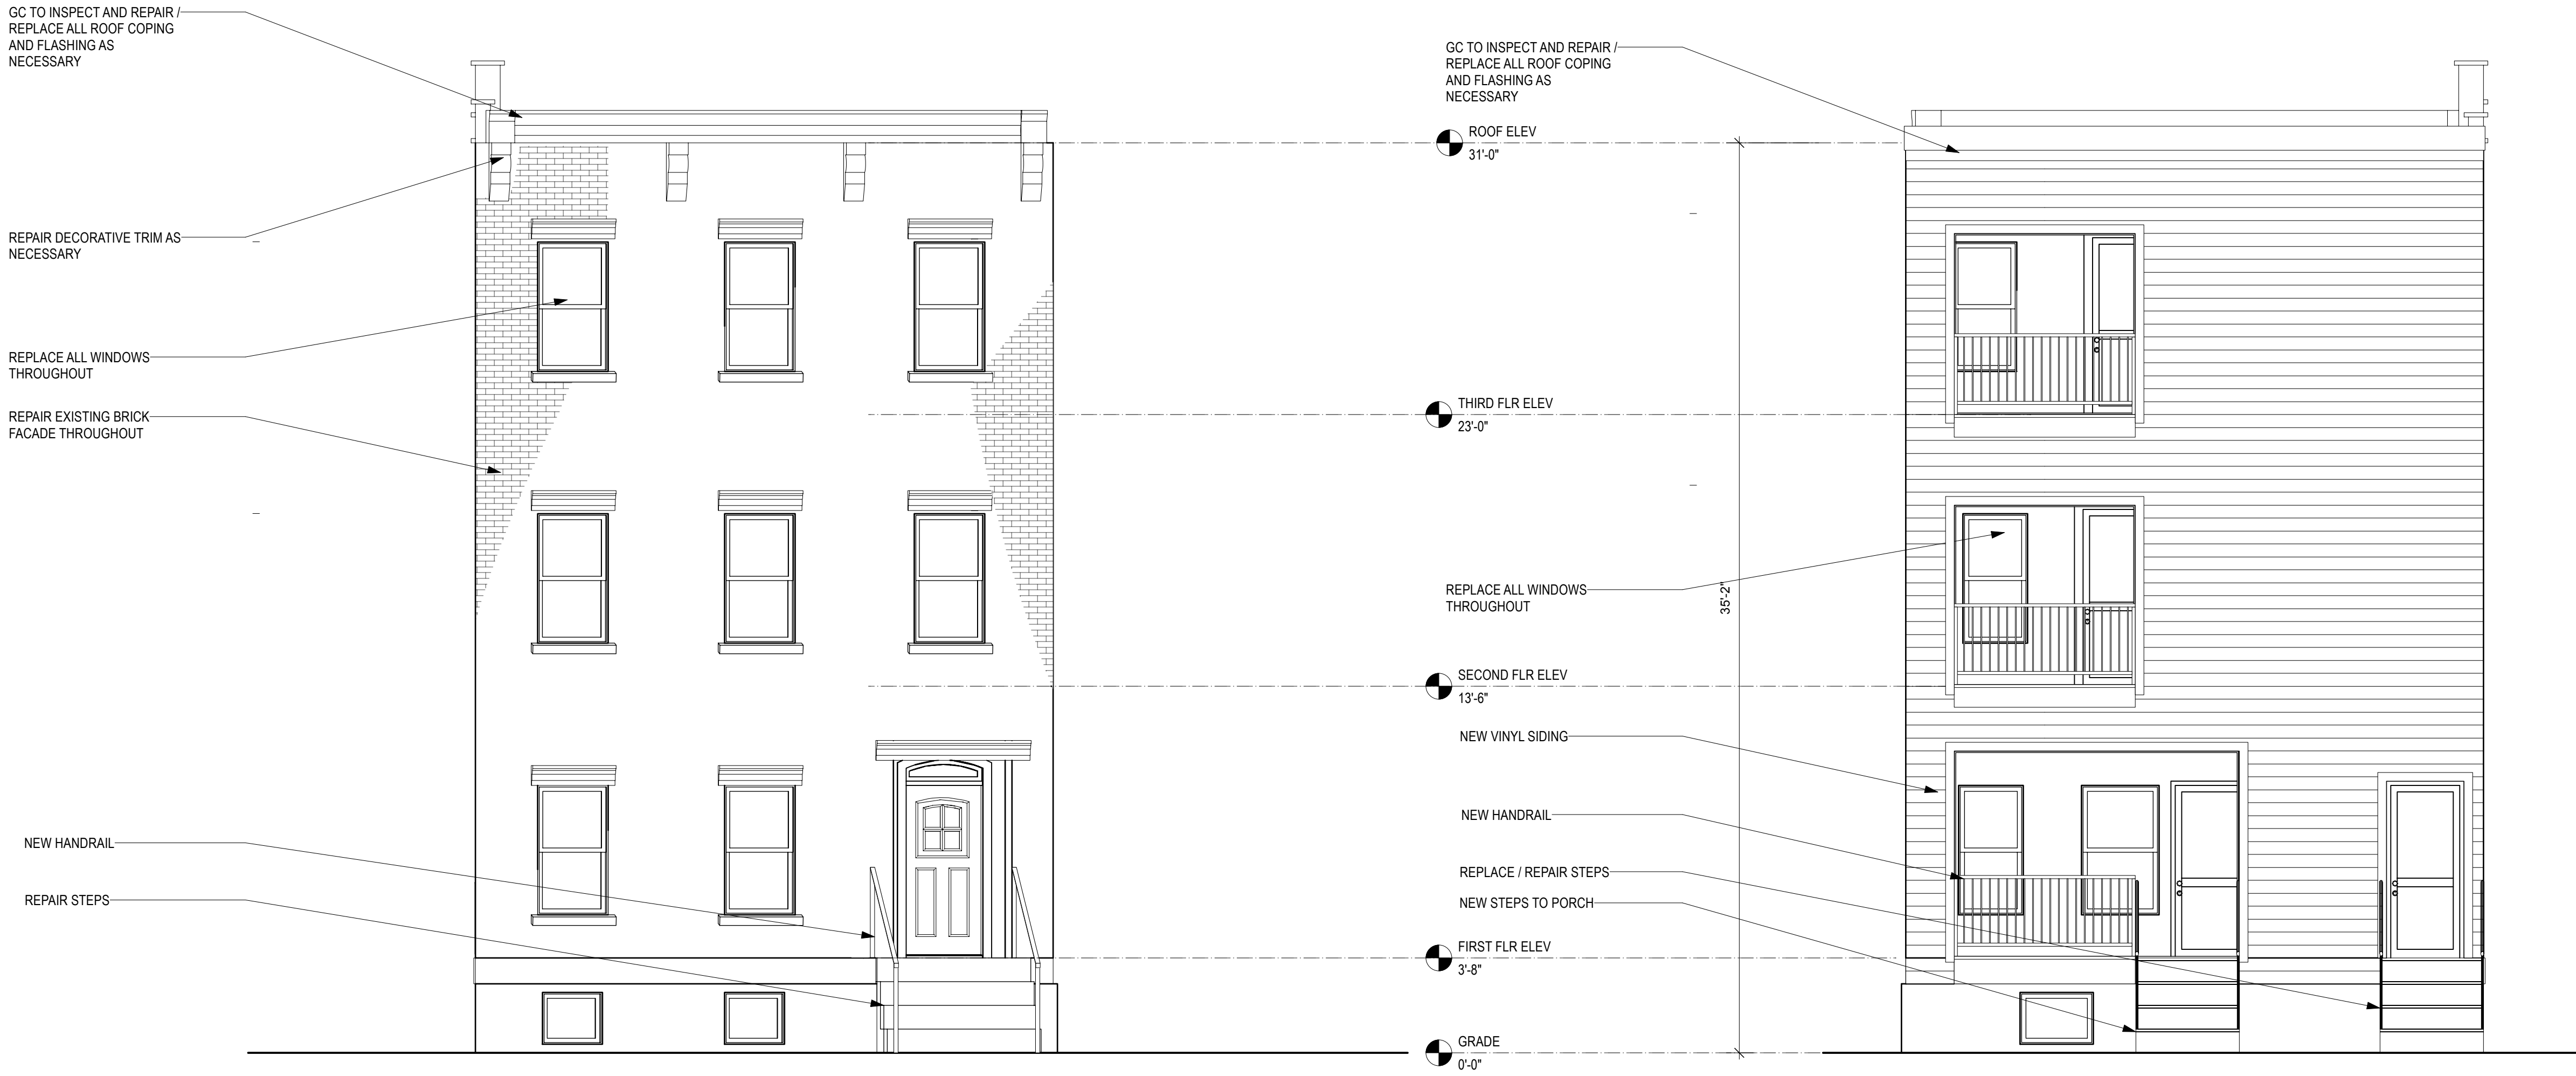 GC TO INSPECT AND REPAIR /
REPLACE ALL ROOF COPING
AND FLASHING AS
NECESSARY
REPAIR DECORATIVE TRIM AS
NECESSARY
REPLACE ALL WINDOWS
THROUGHOUT
REPAIR EXISTING BRICK
FACADE THROUGHOUT
NEW HANDRAIL
REPAIR STEPS
GC TO INSPECT AND REPAIR /
REPLACE ALL ROOF COPING
AND FLASHING AS
NECESSARY
ROOF ELEV
31'-0"
THIRD FLR ELEV
23'-0"
REPLACE ALL WINDOWS
THROUGHOUT
35'-2"
SECOND FLR ELEV
13'-6"
NEW VINYL SIDING
NEW HANDRAIL
REPLACE / REPAIR STEPS
NEW STEPS TO PORCH
FIRST FLR ELEV
3'-8"
GRADE
0'-0"